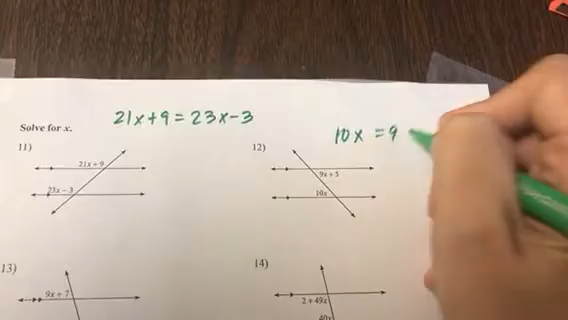 21x+9 = 23x-3
10x = 9
Solve for x.
11)
21x + 9
23x - 3
12)
9x + 5
10x
13)
9x + 7
14)
2 + 49x
40x